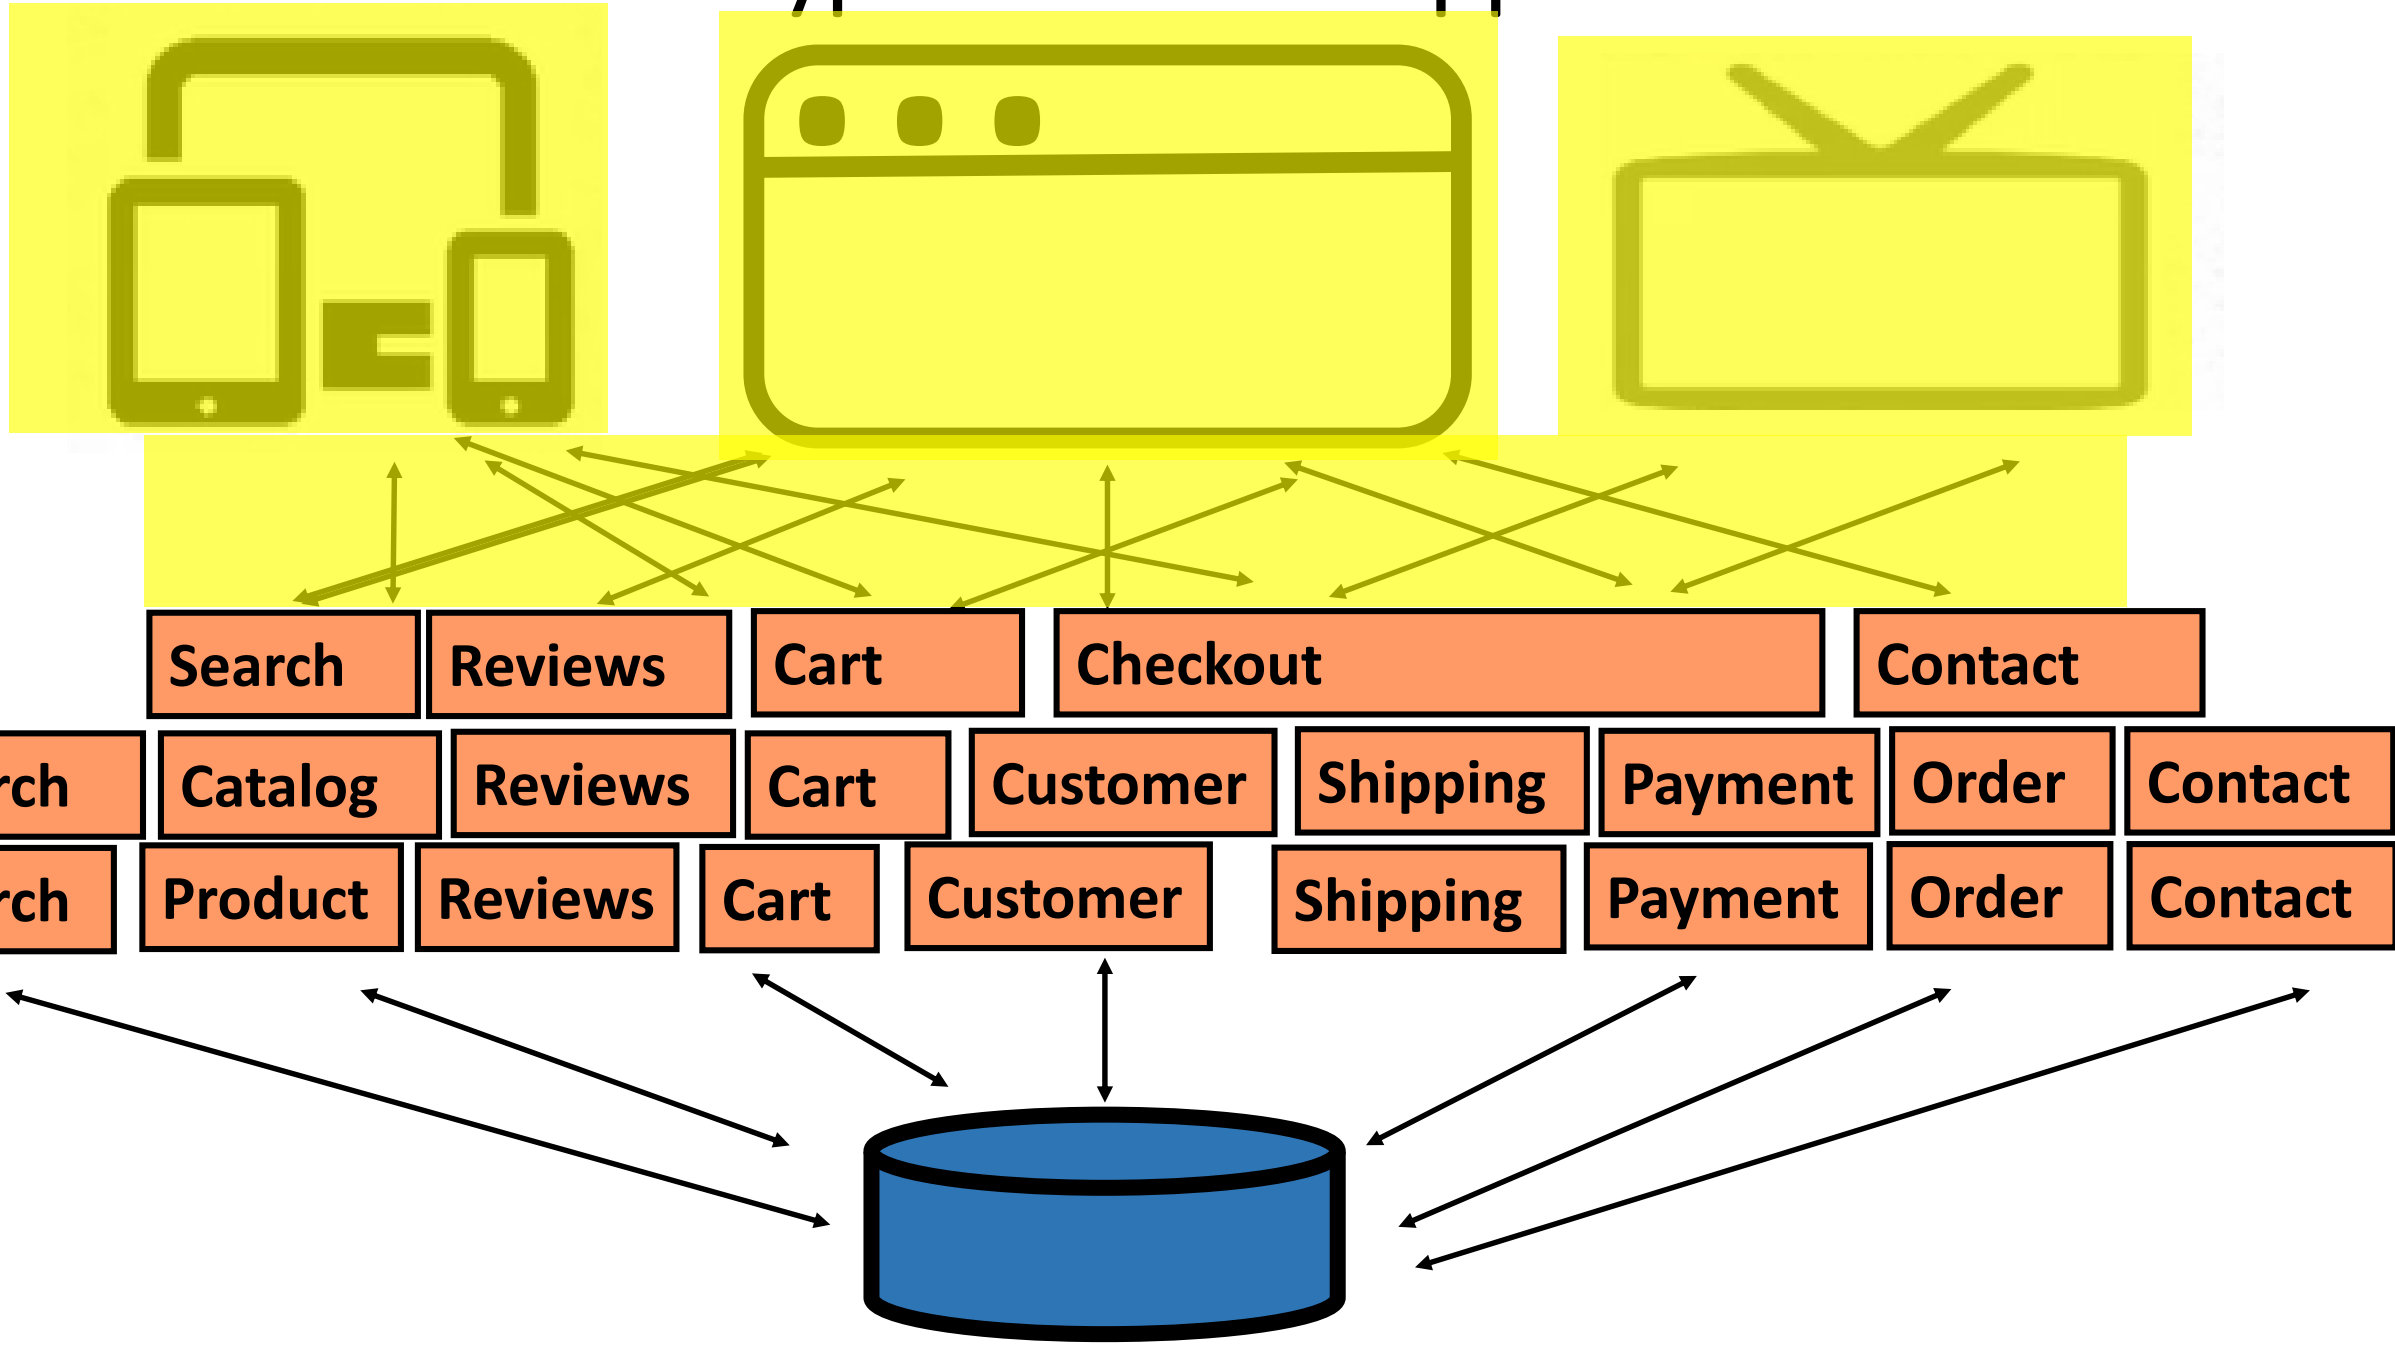 Search Reviews Cart Checkout Contact
rch Catalog Reviews Cart Customer Shipping Payment Order Contact
rch Product Reviews Cart Customer Shipping Payment Order Contact